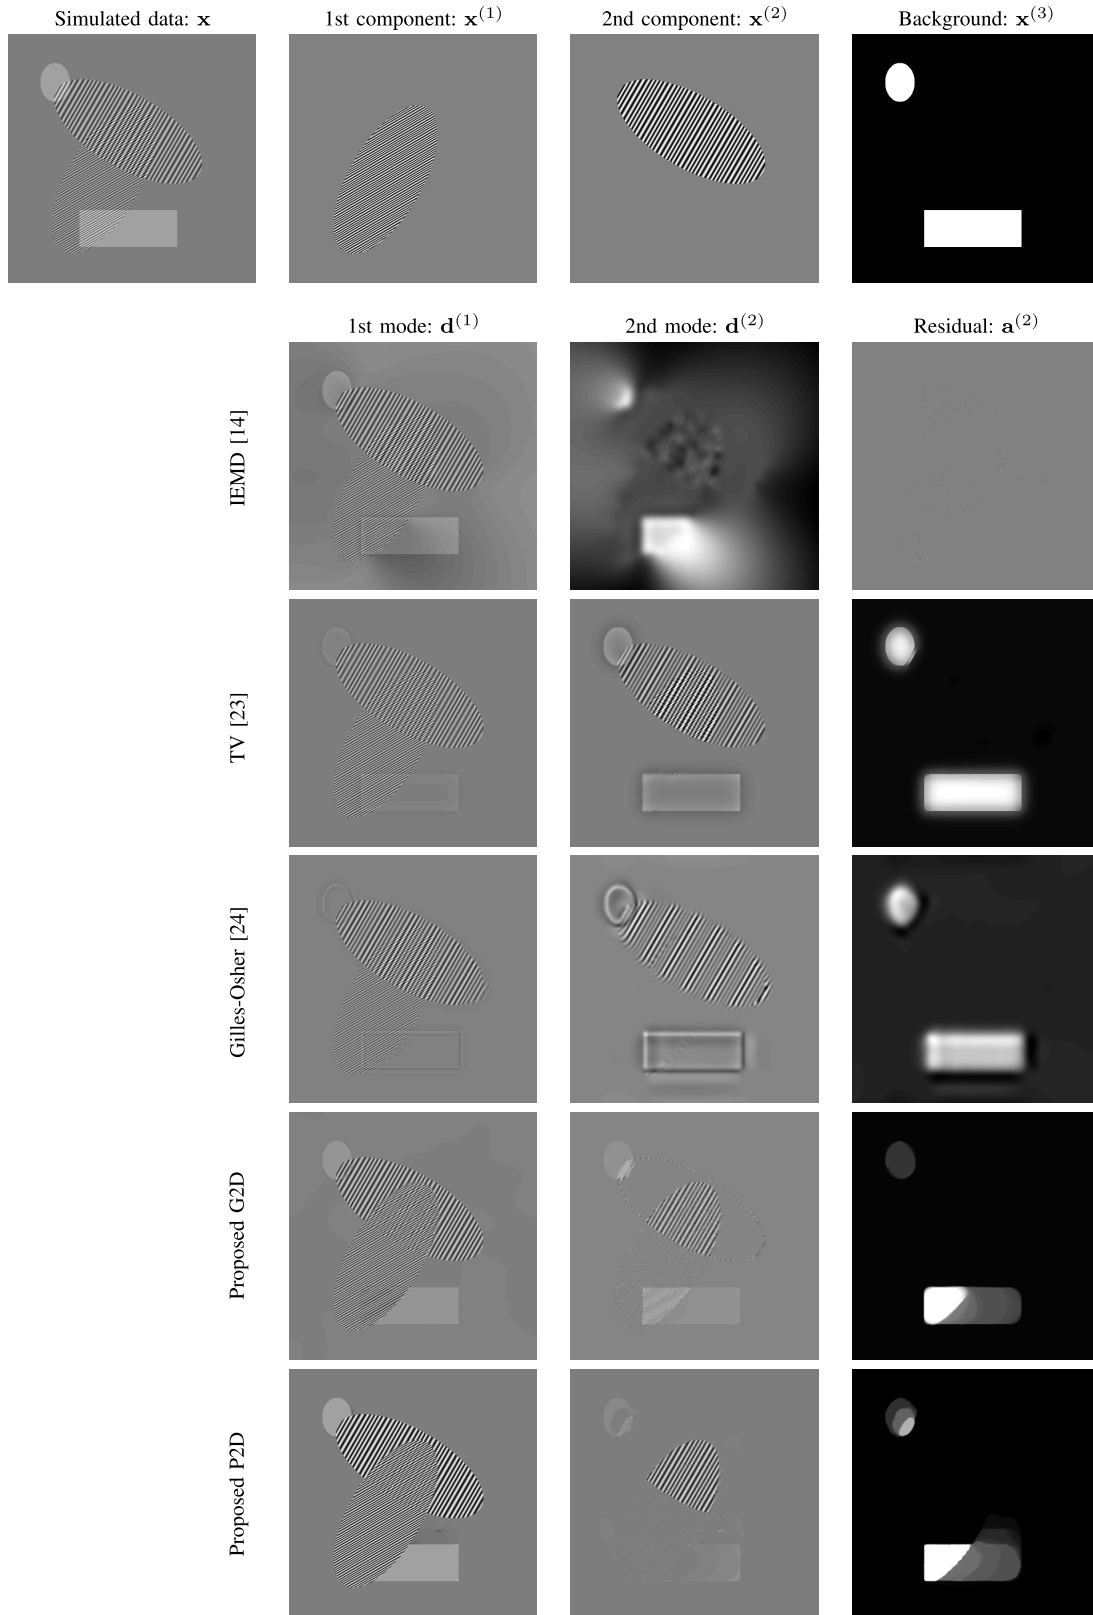 Simulated data: x
1st component: x⁽¹⁾
2nd component: x⁽²⁾
Background: x⁽³⁾
1st mode: d⁽¹⁾
2nd mode: d⁽²⁾
Residual: a⁽²⁾
IEMD [14]
TV [23]
Gilles-Osher [24]
Proposed G2D
Proposed P2D